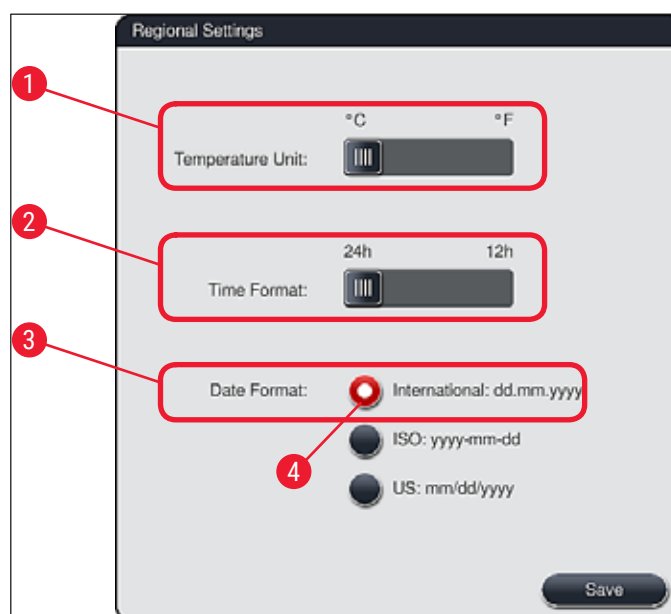 Regional Settings
1
°C °F
Temperature Unit:
2
24h 12h
Time Format:
3
Date Format: International: dd.mm.yyyy
4
ISO: yyyy-mm-dd
US: mm/dd/yyyy
Save